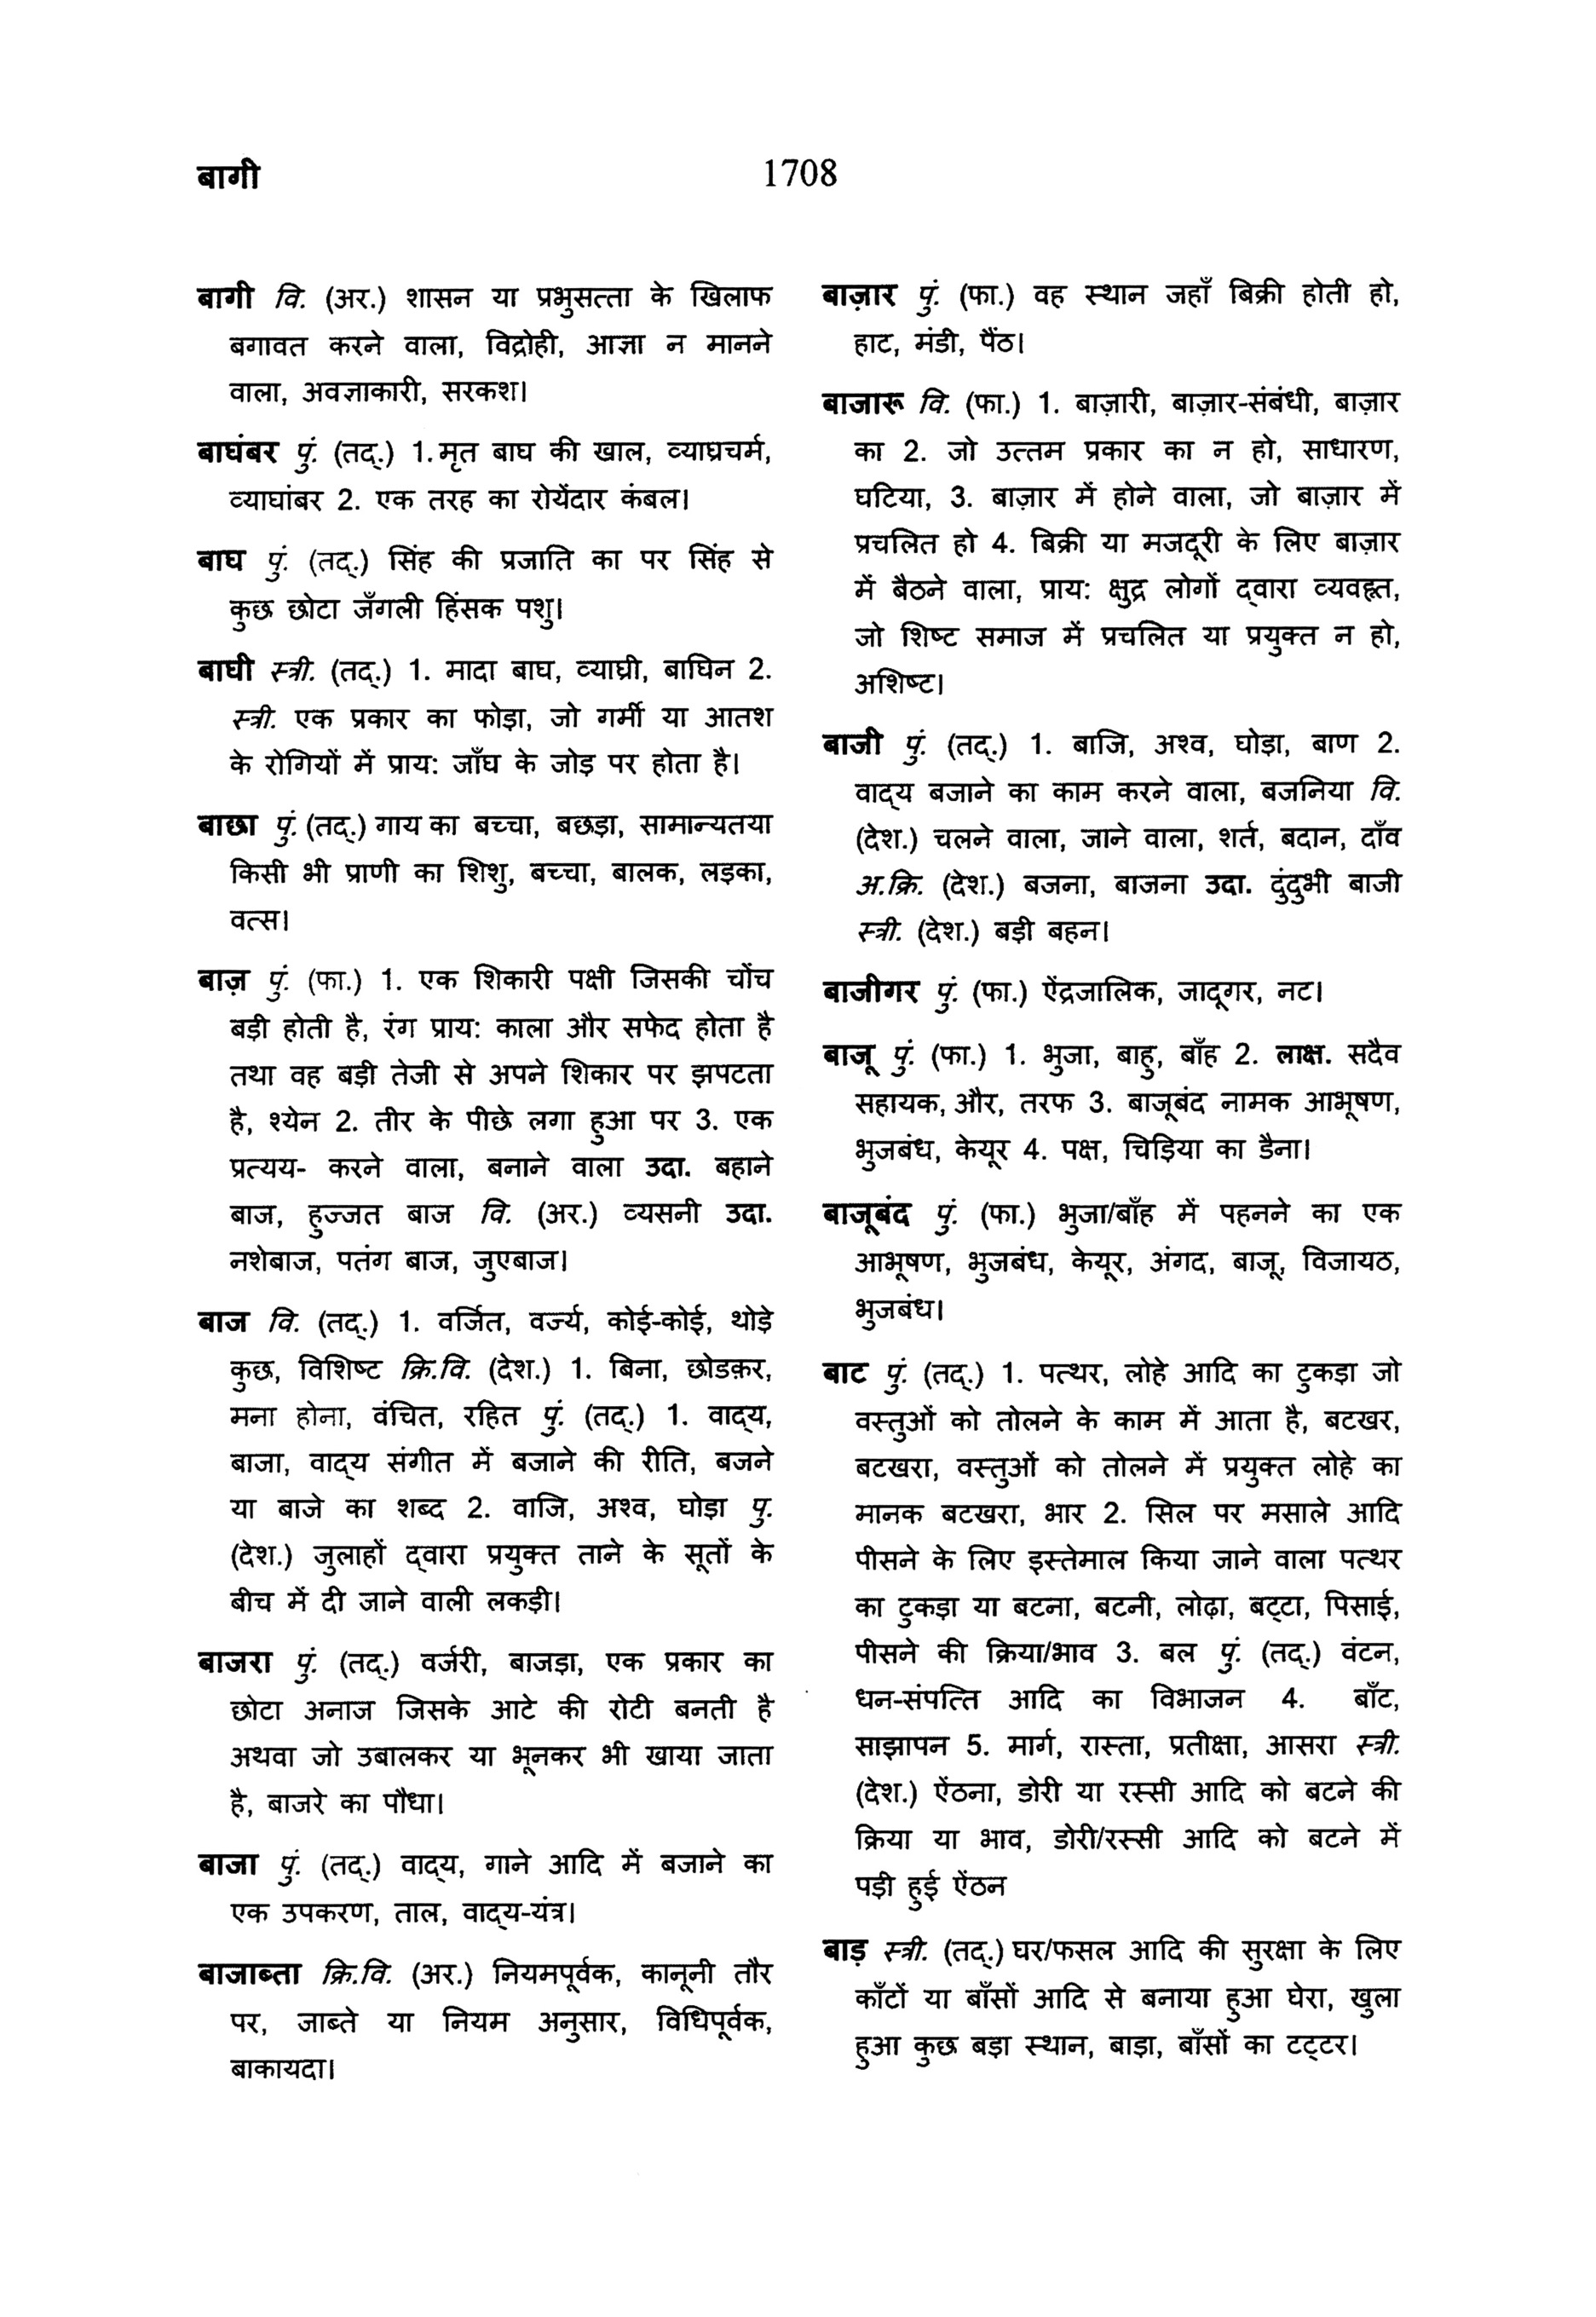 बागी
1708
बागी वि. (अर.) शासन या प्रभुसत्ता के खिलाफ
बगावत करने वाला, विद्रोही, आज्ञा न मानने
वाला, अवज्ञाकारी, सरकश।
बाघंबर पुं. (तद्.) 1.मृत बाघ की खाल, व्याघ्रचर्म,
व्याघांबर 2. एक तरह का रोयेंदार कंबल।
बाघ पुं. (तद्.) सिंह की प्रजाति का पर सिंह से
कुछ छोटा जँगली हिंसक पशु।
बाघी स्त्री. (तद्.) 1. मादा बाघ, व्याघ्री, बाघिन 2.
स्त्री. एक प्रकार का फोड़ा, जो गर्मी या आतश
के रोगियों में प्राय: जाँघ के जोड़ पर होता है।
बाछा पुं. (तद्.) गाय का बच्चा, बछड़ा, सामान्यतया
किसी भी प्राणी का शिशु, बच्चा, बालक, लड़का,
वत्स।
बाज़ पुं. (फा.) 1. एक शिकारी पक्षी जिसकी चोंच
बड़ी होती है, रंग प्राय: काला और सफेद होता है
तथा वह बड़ी तेजी से अपने शिकार पर झपटता
है, श्येन 2. तीर के पीछे लगा हुआ पर 3. एक
प्रत्यय- करने वाला, बनाने वाला उदा. बहाने
बाज, हुज्जत बाज वि. (अर.) व्यसनी उदा.
नशेबाज, पतंग बाज, जुएबाज।
बाज वि. (तद्.) 1. वर्जित, वर्ज्य, कोई-कोई, थोड़े
कुछ, विशिष्ट क्रि.वि. (देश.) 1. बिना, छोडक़र,
मना होना, वंचित, रहित पुं. (तद्.) 1. वाद्य,
बाजा, वाद्य संगीत में बजाने की रीति, बजने
या बाजे का शब्द 2. वाजि, अश्व, घोड़ा पु.
(देश.) जुलाहों द्वारा प्रयुक्त ताने के सूतों के
बीच में दी जाने वाली लकड़ी।
बाजरा पुं. (तद्.) वर्जरी, बाजड़ा, एक प्रकार का
छोटा अनाज जिसके आटे की रोटी बनती है
अथवा जो उबालकर या भूनकर भी खाया जाता
है, बाजरे का पौधा।
बाजा पुं. (तद्.) वाद्य, गाने आदि में बजाने का
एक उपकरण, ताल, वाद्य-यंत्र।
बाजाब्ता क्रि.वि. (अर.) नियमपूर्वक, कानूनी तौर
पर, जाब्ते या नियम अनुसार, विधिपूर्वक,
बाकायदा।
बाज़ार पुं. (फा.) वह स्थान जहाँ बिक्री होती हो,
हाट, मंडी, पैंठ।
बाजारू वि. (फा.) 1. बाज़ारी, बाज़ार-संबंधी, बाज़ार
का 2. जो उत्तम प्रकार का न हो, साधारण,
घटिया, 3. बाज़ार में होने वाला, जो बाज़ार में
प्रचलित हो 4. बिक्री या मजदूरी के लिए बाज़ार
में बैठने वाला, प्राय: क्षुद्र लोगों द्वारा व्यवहृत,
जो शिष्ट समाज में प्रचलित या प्रयुक्त न हो,
अशिष्ट।
बाजी पुं. (तद्.) 1. बाजि, अश्व, घोड़ा, बाण 2.
वाद्य बजाने का काम करने वाला, बजनिया वि.
(देश.) चलने वाला, जाने वाला, शर्त, बदान, दाँव
अ.क्रि. (देश.) बजना, बाजना उदा. दुंदुभी बाजी
स्त्री. (देश.) बड़ी बहन।
बाजीगर पुं. (फा.) ऐंद्रजालिक, जादूगर, नट।
बाजू पुं. (फा.) 1. भुजा, बाहु, बाँह 2. लाक्ष. सदैव
सहायक, और, तरफ 3. बाजूबंद नामक आभूषण,
भुजबंध, केयूर 4. पक्ष, चिड़िया का डैना।
बाजूबंद पुं. (फा.) भुजा/बाँह में पहनने का एक
आभूषण, भुजबंध, केयूर, अंगद, बाजू, विजायठ,
भुजबंध।
बाट पुं. (तद्.) 1. पत्थर, लोहे आदि का टुकड़ा जो
वस्तुओं को तोलने के काम में आता है, बटखर,
बटखरा, वस्तुओं को तोलने में प्रयुक्त लोहे का
मानक बटखरा, भार 2. सिल पर मसाले आदि
पीसने के लिए इस्तेमाल किया जाने वाला पत्थर
का टुकड़ा या बटना, बटनी, लोढ़ा, बट्टा, पिसाई,
पीसने की क्रिया/भाव 3. बल पुं. (तद्.) वंटन,
धन-संपत्ति आदि का विभाजन 4. बाँट,
साझापन 5. मार्ग, रास्ता, प्रतीक्षा, आसरा स्त्री.
(देश.) ऐंठना, डोरी या रस्सी आदि को बटने की
क्रिया या भाव, डोरी/रस्सी आदि को बटने में
पड़ी हुई ऐंठन
बाड़ स्त्री. (तद्.) घर/फसल आदि की सुरक्षा के लिए
काँटों या बाँसों आदि से बनाया हुआ घेरा, खुला
हुआ कुछ बड़ा स्थान, बाड़ा, बाँसों का टट्टर।